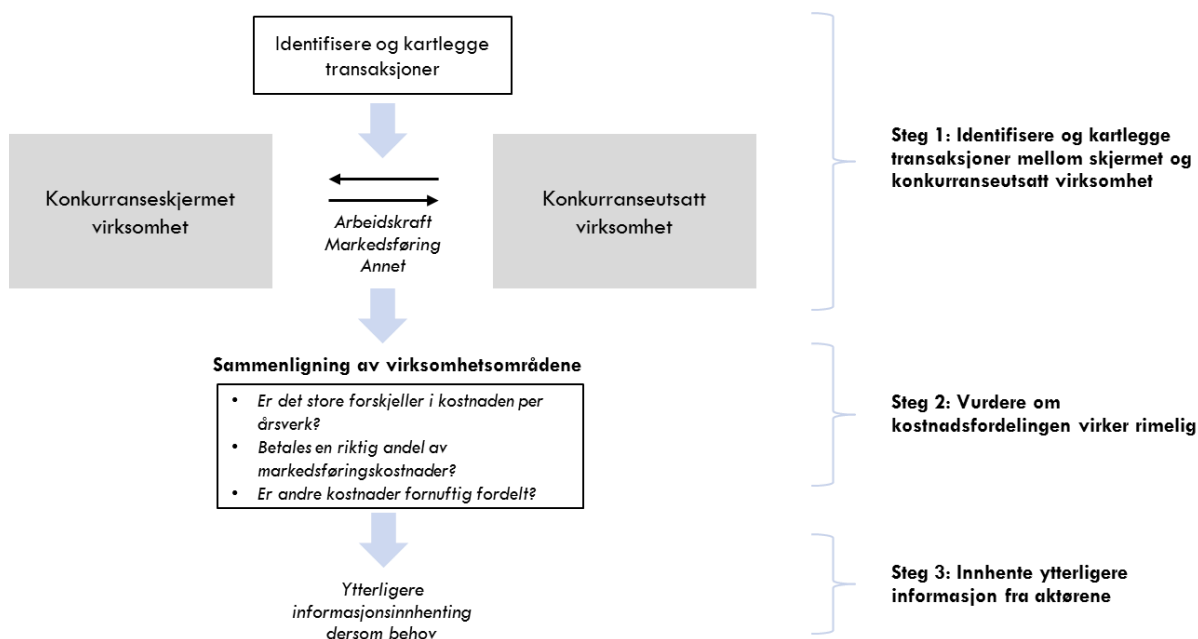 Identifisere og kartlegge
transaksjoner
Konkurranseskjermet
virksomhet
Arbeidskraft
Markedsføring
Annet
Konkurranseutsatt
virksomhet
Steg 1: Identifisere og kartlegge
transaksjoner mellom skjermet og
konkurranseutsatt virksomhet
Sammenligning av virksomhetsområdene
• Er det store forskjeller i kostnaden per
årsverk?
• Betales en riktig andel av
markedsføringskostnader?
• Er andre kostnader fornuftig fordelt?
Steg 2: Vurdere om
kostnadsfordelingen virker rimelig
Ytterligere
informasjonsinnhenting
dersom behov
Steg 3: Innhente ytterligere
informasjon fra aktørene